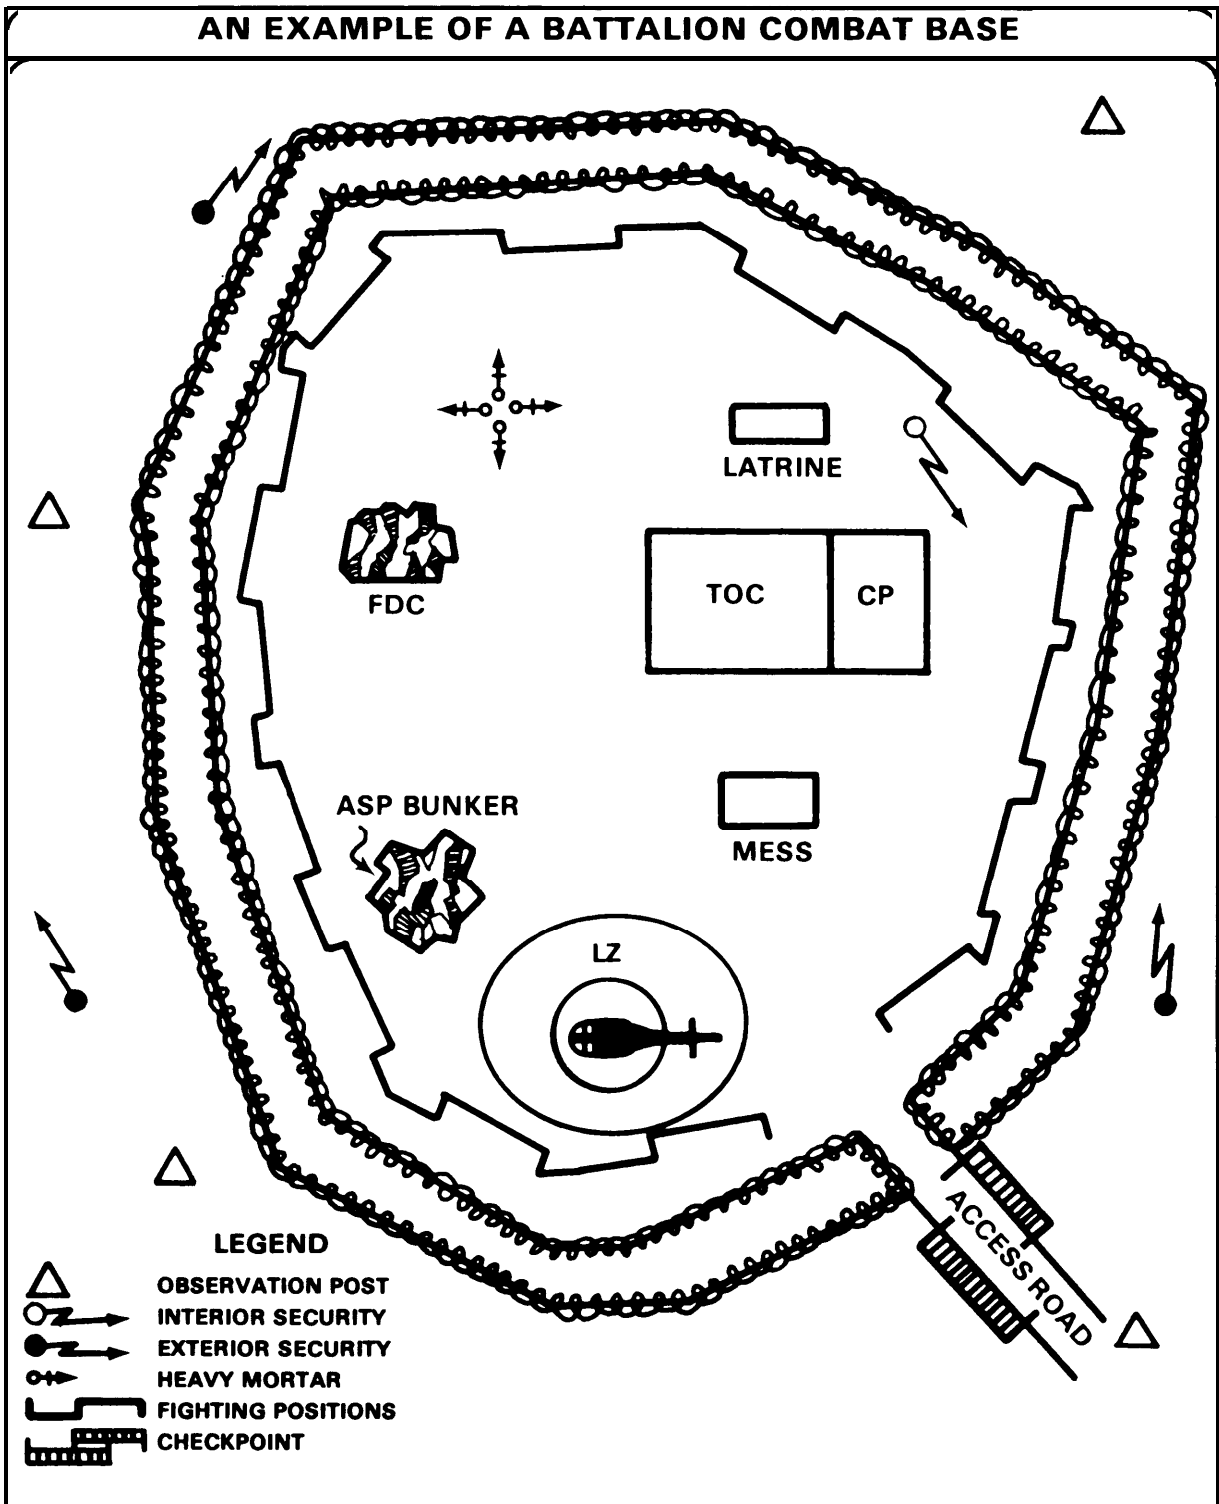 AN EXAMPLE OF A BATTALION COMBAT BASE
LATRINE
FDC
TOC
CP
ASP BUNKER
MESS
LZ
ACCESS ROAD
LEGEND
OBSERVATION POST
INTERIOR SECURITY
EXTERIOR SECURITY
HEAVY MORTAR
FIGHTING POSITIONS
CHECKPOINT